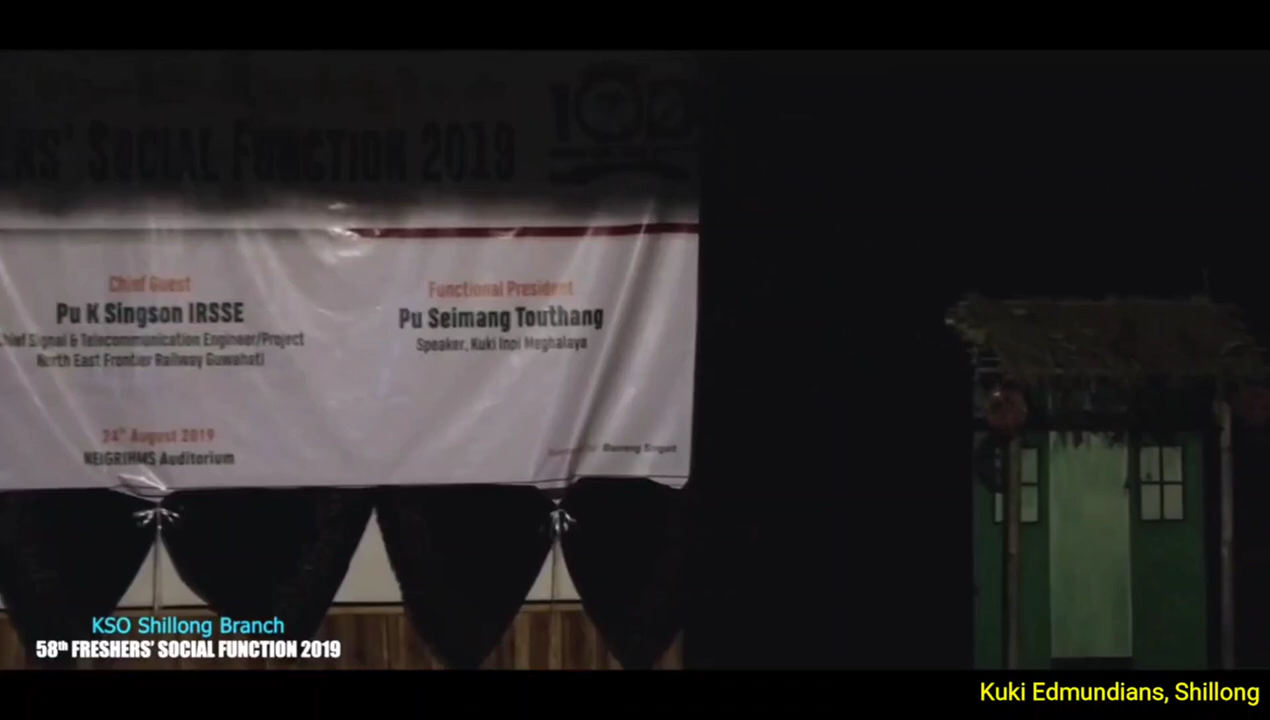 ERS' SOCIAL FUNCTION 2019
100
Chief Guest
Pu K Singson IRSSE
Chief Signal & Telecommunication Engineer/Project
North East Frontier Railway Guwahati
Functional President
Pu Seimang Touthang
Speaker, Kuki Inpi Meghalaya
24th August 2019
NEIGRIHMS Auditorium
KSO Shillong Branch
58th FRESHERS' SOCIAL FUNCTION 2019
Kuki Edmundians, Shillong